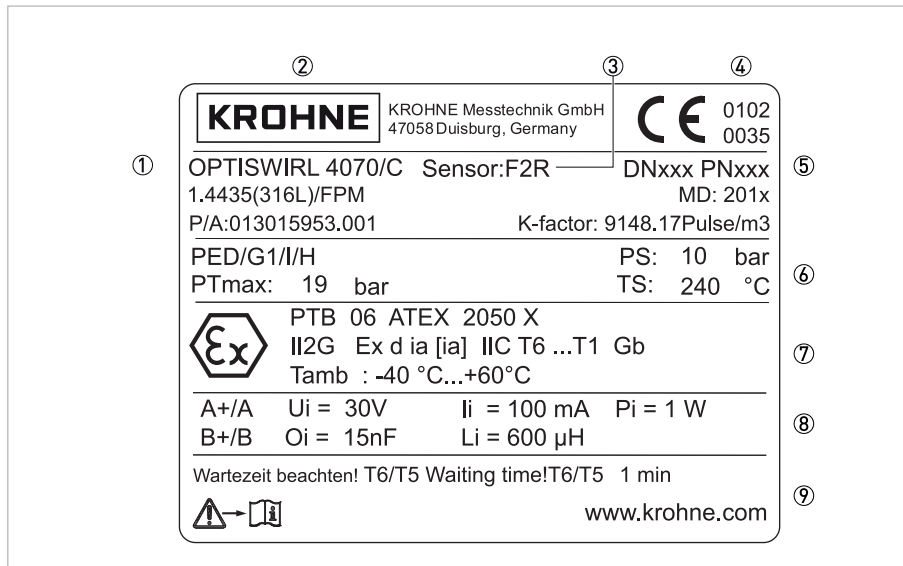 ② ③ ④
KROHNE KROHNE Messtechnik GmbH 0102
47058 Duisburg, Germany CE 0035
① OPTISWIRL 4070/C Sensor:F2R DNxxx PNxxx ⑤
1.4435(316L)/FPM MD: 201x
P/A:013015953.001 K-factor: 9148.17Pulse/m3
PED/G1/I/H PS: 10 bar
PTmax: 19 bar TS: 240 °C ⑥
PTB 06 ATEX 2050 X
Ex II2G Ex d ia [ia] IIC T6 ...T1 Gb ⑦
Tamb : -40 °C...+60°C
A+/A Ui = 30V Ii = 100 mA Pi = 1 W
B+/B Oi = 15nF Li = 600 µH ⑧
Wartezeit beachten! T6/T5 Waiting time!T6/T5 1 min
www.krohne.com ⑨